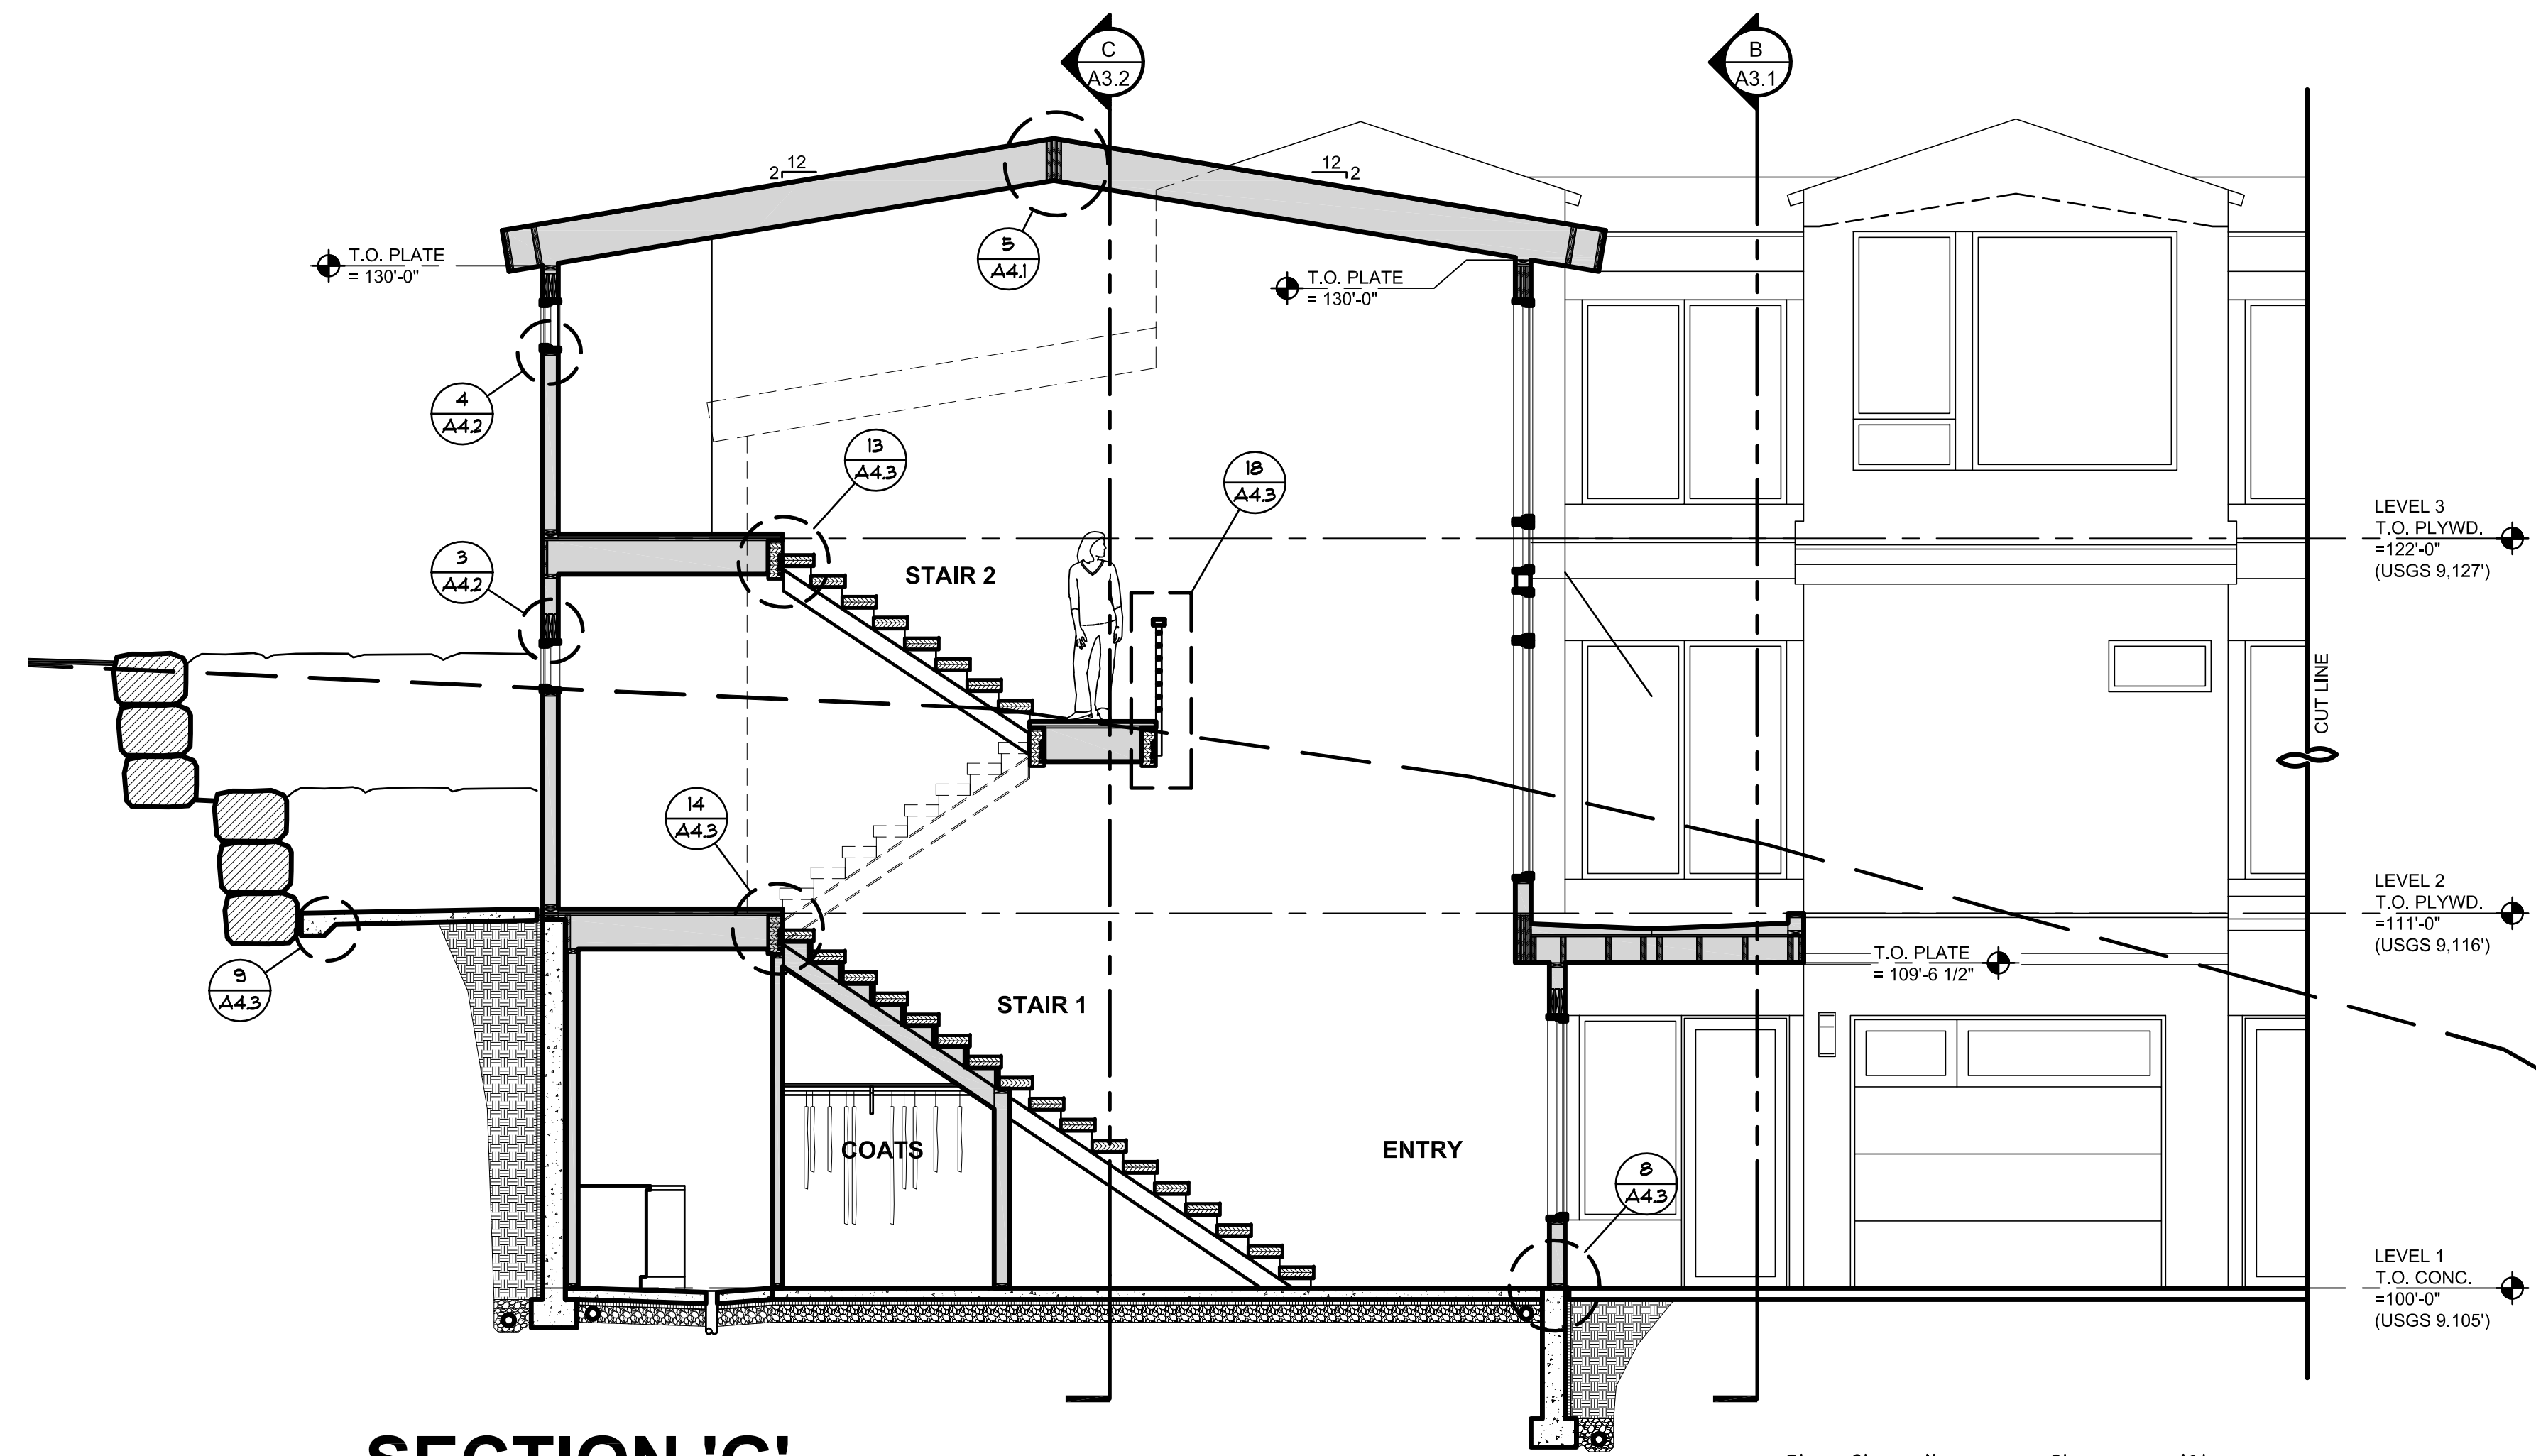 C
A3.2
B
A3.1
12
2
12
2
5
A4.1
T.O. PLATE
= 130'-0"
T.O. PLATE
= 130'-0"
4
A4.2
13
A4.3
18
A4.3
LEVEL 3
T.O. PLYWD.
=122'-0"
(USGS 9,127')
3
A4.2
STAIR 2
CUT LINE
14
A4.3
LEVEL 2
T.O. PLYWD.
=111'-0"
(USGS 9,116')
T.O. PLATE
= 109'-6 1/2"
9
A4.3
STAIR 1
COATS
ENTRY
8
A4.3
LEVEL 1
T.O. CONC.
=100'-0"
(USGS 9.105')